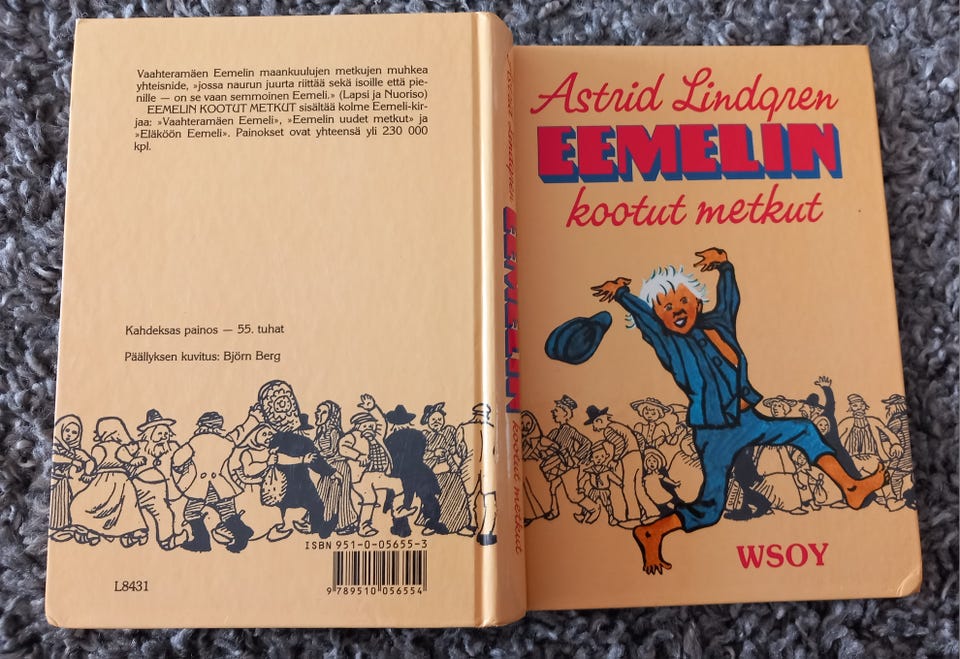 Vaahteramäen Eemelin maankuulujen metkujen muhkea
yhteisnide, »jossa naurun juurta riittää sekä isoille että pie-
nille — on se vaan semmoinen Eemeli.» (Lapsi ja Nuoriso)
EEMELIN KOOTUT METKUT sisältää kolme Eemeli-kir-
jaa: »Vaahteramäen Eemeli», »Eemelin uudet metkut» ja
»Eläköön Eemeli». Painokset ovat yhteensä yli 230 000
kpl.
Kahdeksas painos — 55. tuhat
Päällyksen kuvitus: Björn Berg
ISBN 951-0-05655-3
9 789510 056554
L8431
Astrid Lindgren EEMELIN kootut metkut
Astrid Lindgren
EEMELIN
kootut metkut
WSOY